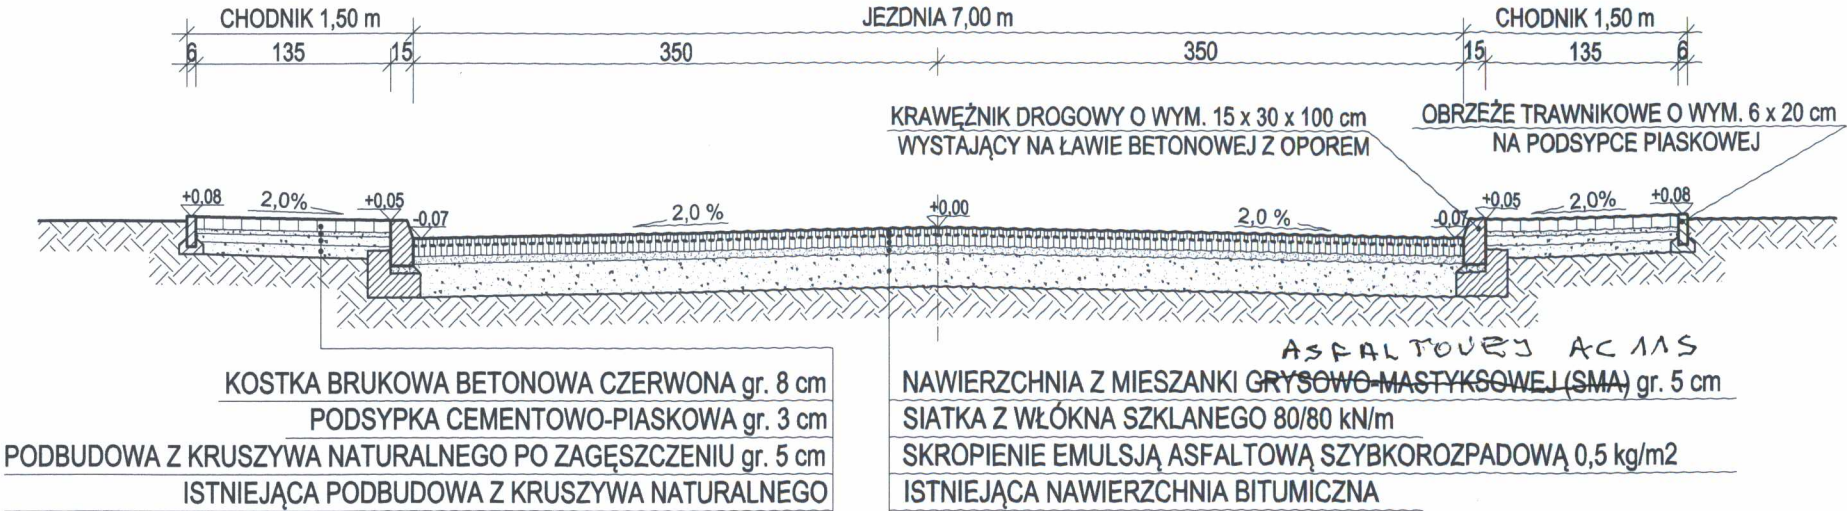 CHODNIK 1,50 m JEZDNIA 7,00 m CHODNIK 1,50 m
6 135 15 350 350 15 135 6
KRAWĘŻNIK DROGOWY O WYM. 15 x 30 x 100 cm
WYSTAJĄCY NA ŁAWIE BETONOWEJ Z OPOREM
OBRZEŻE TRAWNIKOWE O WYM. 6 x 20 cm
NA PODSYPCE PIASKOWEJ
+0,08 2,0% +0,05 -0,07 2,0 % +0,00 2,0 % -0,07 +0,05 2,0% +0,08
KOSTKA BRUKOWA BETONOWA CZERWONA gr. 8 cm
PODSYPKA CEMENTOWO-PIASKOWA gr. 3 cm
PODBUDOWA Z KRUSZYWA NATURALNEGO PO ZAGĘSZCZENIU gr. 5 cm
ISTNIEJĄCA PODBUDOWA Z KRUSZYWA NATURALNEGO
ASFALTOWEJ AC 11S
NAWIERZCHNIA Z MIESZANKI GRYSOWO-MASTYKSOWEJ (SMA) gr. 5 cm
SIATKA Z WŁÓKNA SZKLANEGO 80/80 kN/m
SKROPIENIE EMULSJĄ ASFALTOWĄ SZYBKOROZPADOWĄ 0,5 kg/m2
ISTNIEJĄCA NAWIERZCHNIA BITUMICZNA